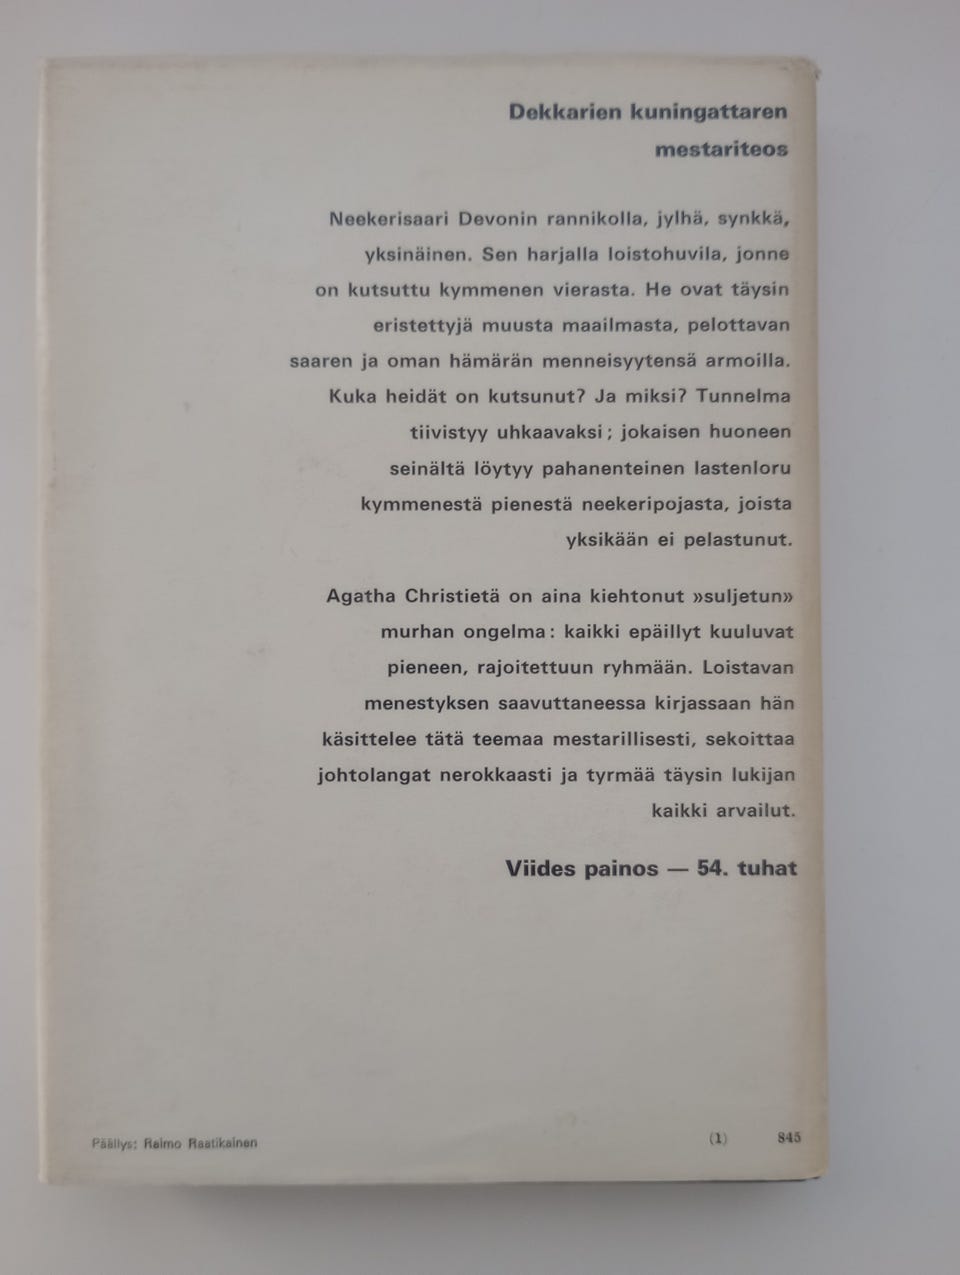 Dekkarien kuningattaren
mestariteos
Neekerisaari Devonin rannikolla, jylhä, synkkä,
yksinäinen. Sen harjalla loistohuvila, jonne
on kutsuttu kymmenen vierasta. He ovat täysin
eristettyjä muusta maailmasta, pelottavan
saaren ja oman hämärän menneisyytensä armoilla.
Kuka heidät on kutsunut? Ja miksi? Tunnelma
tiivistyy uhkaavaksi; jokaisen huoneen
seinältä löytyy pahanenteinen lastenloru
kymmenestä pienestä neekeripojasta, joista
yksikään ei pelastunut.
Agatha Christietä on aina kiehtonut »suljetun»
murhan ongelma: kaikki epäillyt kuuluvat
pieneen, rajoitettuun ryhmään. Loistavan
menestyksen saavuttaneessa kirjassaan hän
käsittelee tätä teemaa mestarillisesti, sekoittaa
johtolangat nerokkaasti ja tyrmää täysin lukijan
kaikki arvailut.
Viides painos — 54. tuhat
Päällys: Raimo Raatikainen (1) 845